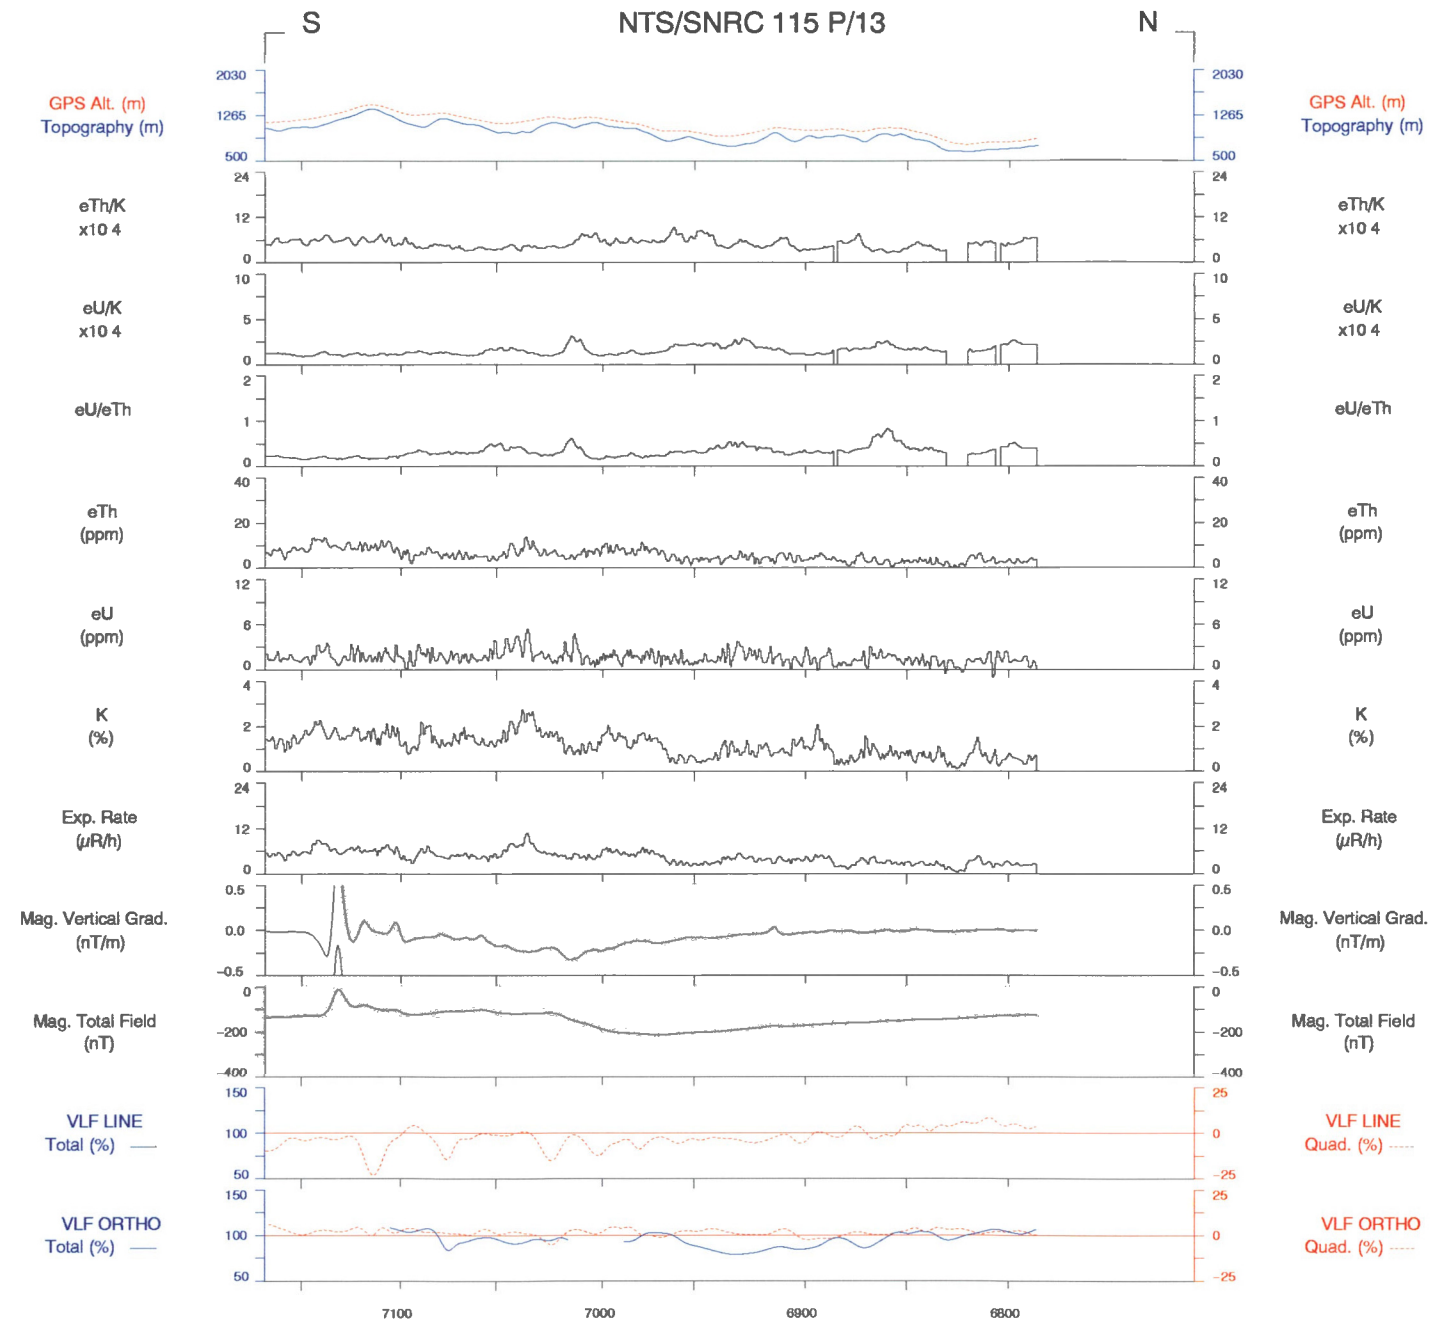 S NTS/SNRC 115 P/13 N
2030 2030
GPS Alt. (m) 1265 1265 GPS Alt. (m)
Topography (m) Topography (m)
500 500
24 24
eTh/K 12 12 eTh/K
x10 4 x10 4
0 0
10 10
eU/K 5 5 eU/K
x10 4 x10 4
0 0
2 2
eU/eTh 1 1 eU/eTh
0 0
40 40
eTh 20 20 eTh
(ppm) (ppm)
0 0
12 12
eU 6 6 eU
(ppm) (ppm)
0 0
4 4
K 2 2 K
(%) (%)
0 0
24 24
Exp. Rate 12 12 Exp. Rate
(µR/h) (µR/h)
0 0
0.5 0.5
Mag. Vertical Grad. 0.0 0.0 Mag. Vertical Grad.
(nT/m) (nT/m)
-0.5 -0.5
0 0
Mag. Total Field -200 -200 Mag. Total Field
(nT) (nT)
-400 -400
150 25
VLF LINE 100 0 VLF LINE
Total (%) Quad. (%)
50 -25
150 25
VLF ORTHO 100 0 VLF ORTHO
Total (%) Quad. (%)
50 -25
7100 7000 6900 6800